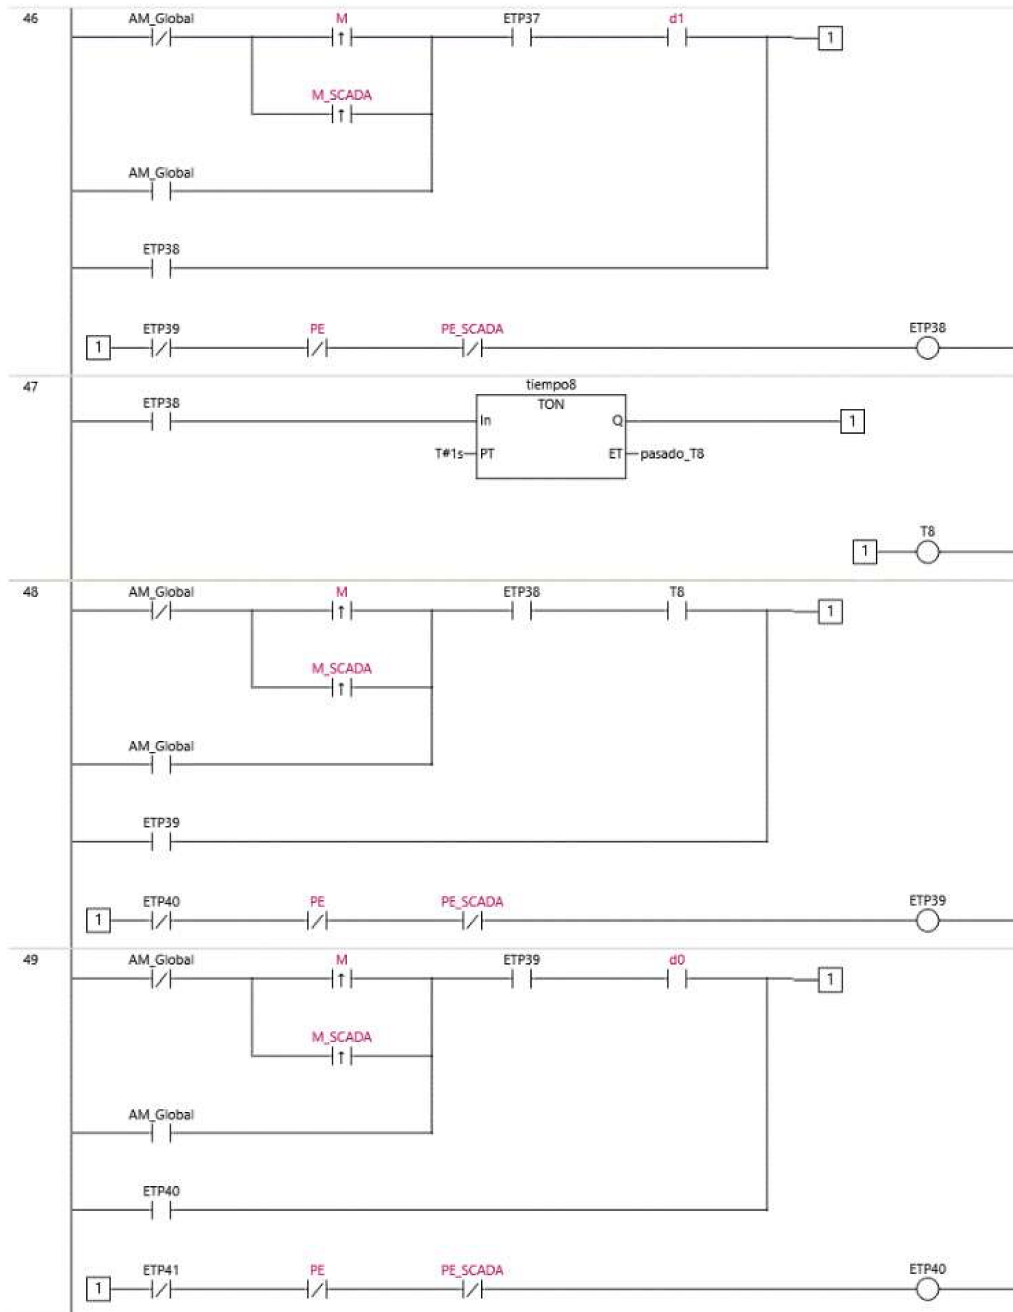 46 AM_Global M ETP37 d1
1
M_SCADA
AM_Global
ETP38
1 ETP39 PE PE_SCADA ETP38
47 tiempo8
ETP38 TON
In Q 1
T#1s PT ET pasado_T8
T8
1
48 AM_Global M ETP38 T8
1
M_SCADA
AM_Global
ETP39
1 ETP40 PE PE_SCADA ETP39
49 AM_Global M ETP39 d0
1
M_SCADA
AM_Global
ETP40
1 ETP41 PE PE_SCADA ETP40